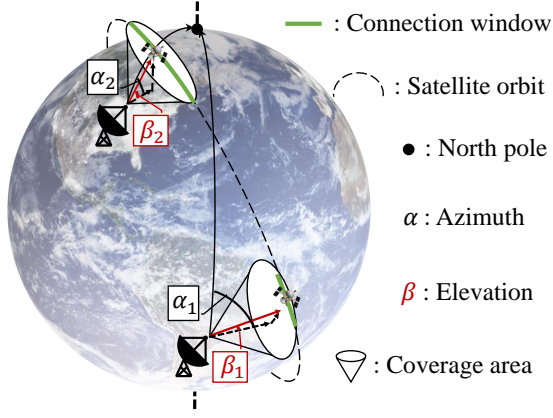 : Connection window
: Satellite orbit
: North pole
α : Azimuth
β : Elevation
: Coverage area
α₂
β₂
α₁
β₁